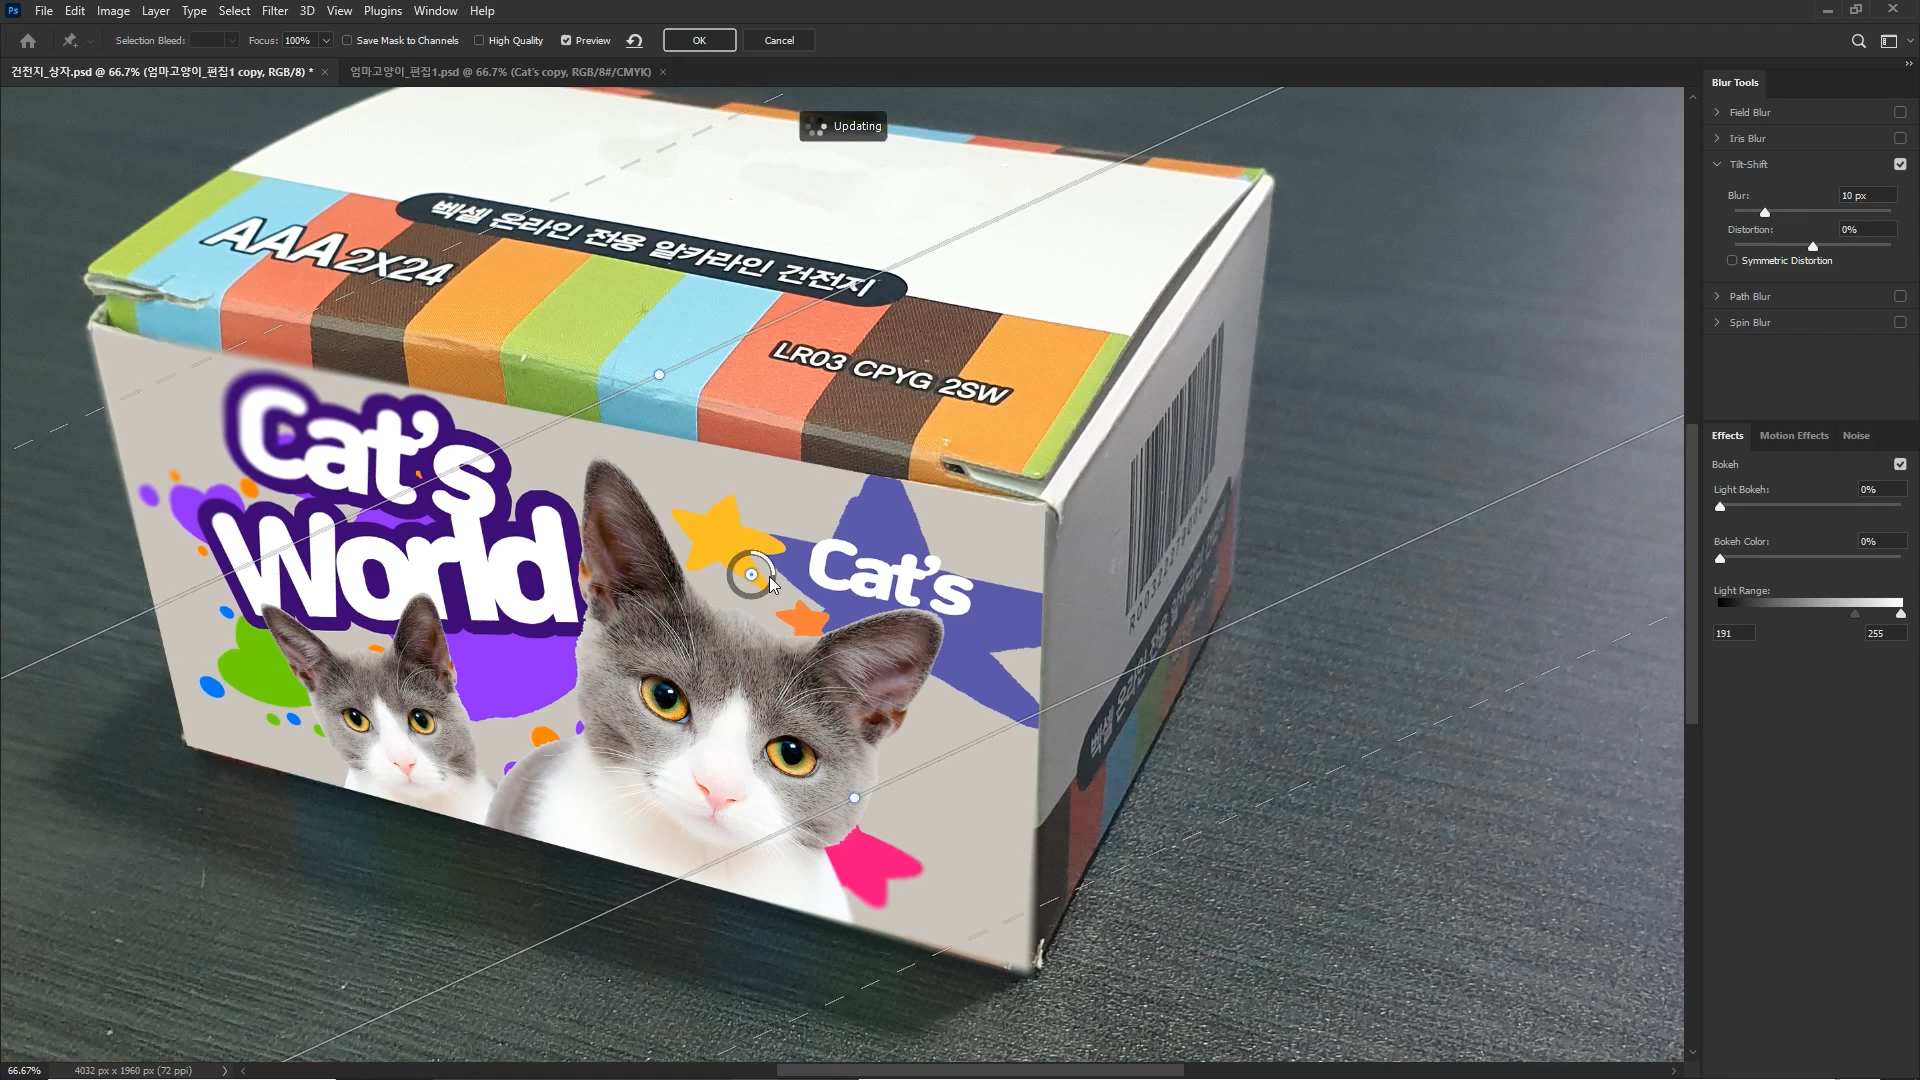 Ps File Edit Image Layer Type Select Filter 3D View Plugins Window Help
Selection Bleed: Focus: 100% Save Mask to Channels High Quality Preview OK Cancel
건전지_상자.psd @ 66.7% (엄마고양이_편집1 copy, RGB/8) * ×
엄마고양이_편집1.psd @ 66.7% (Cat's copy, RGB/8#/CMYK) ×
Updating
벡셀 온라인 전용 알카라인 건전지
AAA 2X24
LR03 CPYG 2SW
Cat's
World
Cat's
Blur Tools
Field Blur
Iris Blur
Tilt-Shift
Blur: 10 px
Distortion: 0%
Symmetric Distortion
Path Blur
Spin Blur
Effects Motion Effects Noise
Bokeh
Light Bokeh: 0%
Bokeh Color: 0%
Light Range:
191 255
66.67% 4032 px x 1960 px (72 ppi)